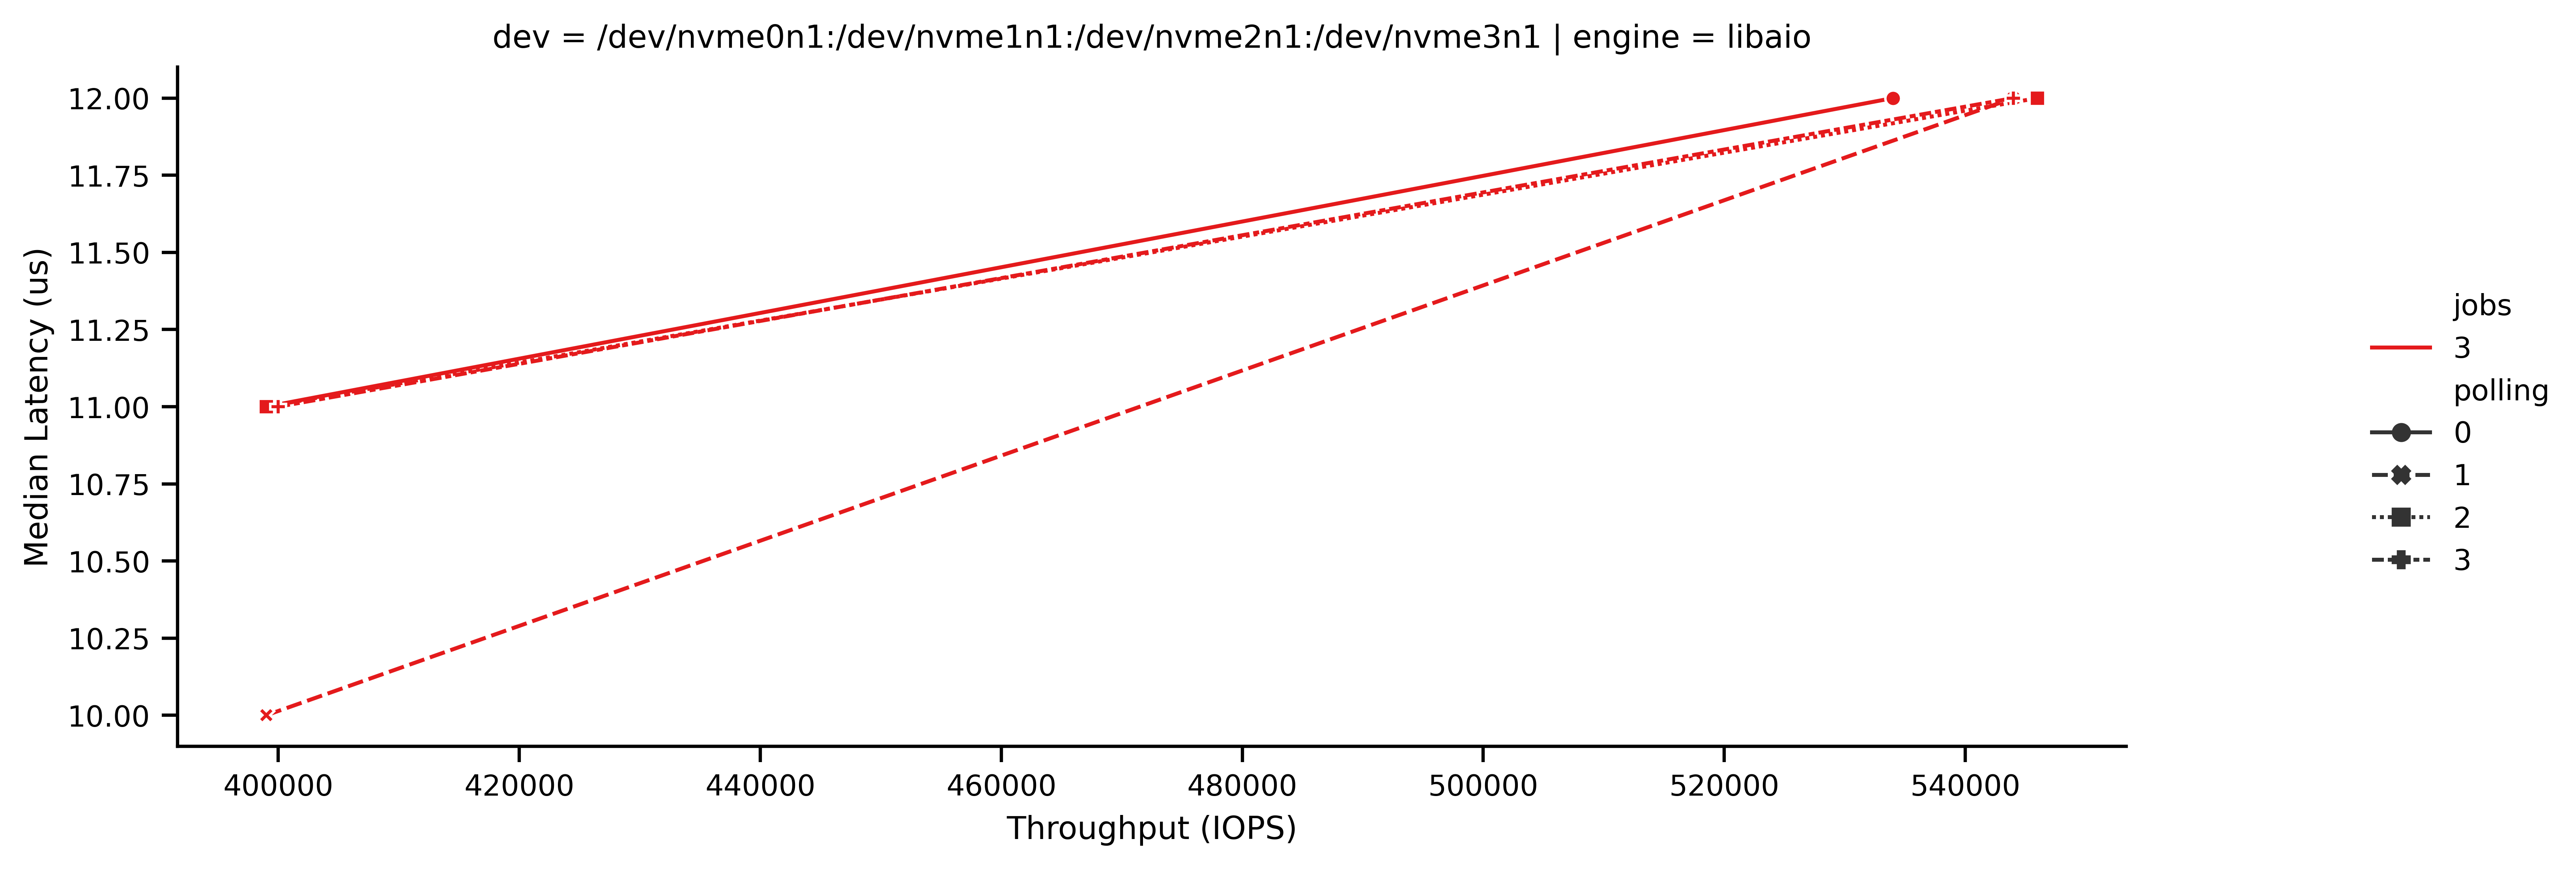 dev = /dev/nvme0n1:/dev/nvme1n1:/dev/nvme2n1:/dev/nvme3n1 | engine = libaio
12.00
11.75
11.50
11.25
11.00
10.75
10.50
10.25
10.00
Median Latency (us)
400000 420000 440000 460000 480000 500000 520000 540000
Throughput (IOPS)
jobs
3
polling
0
1
2
3